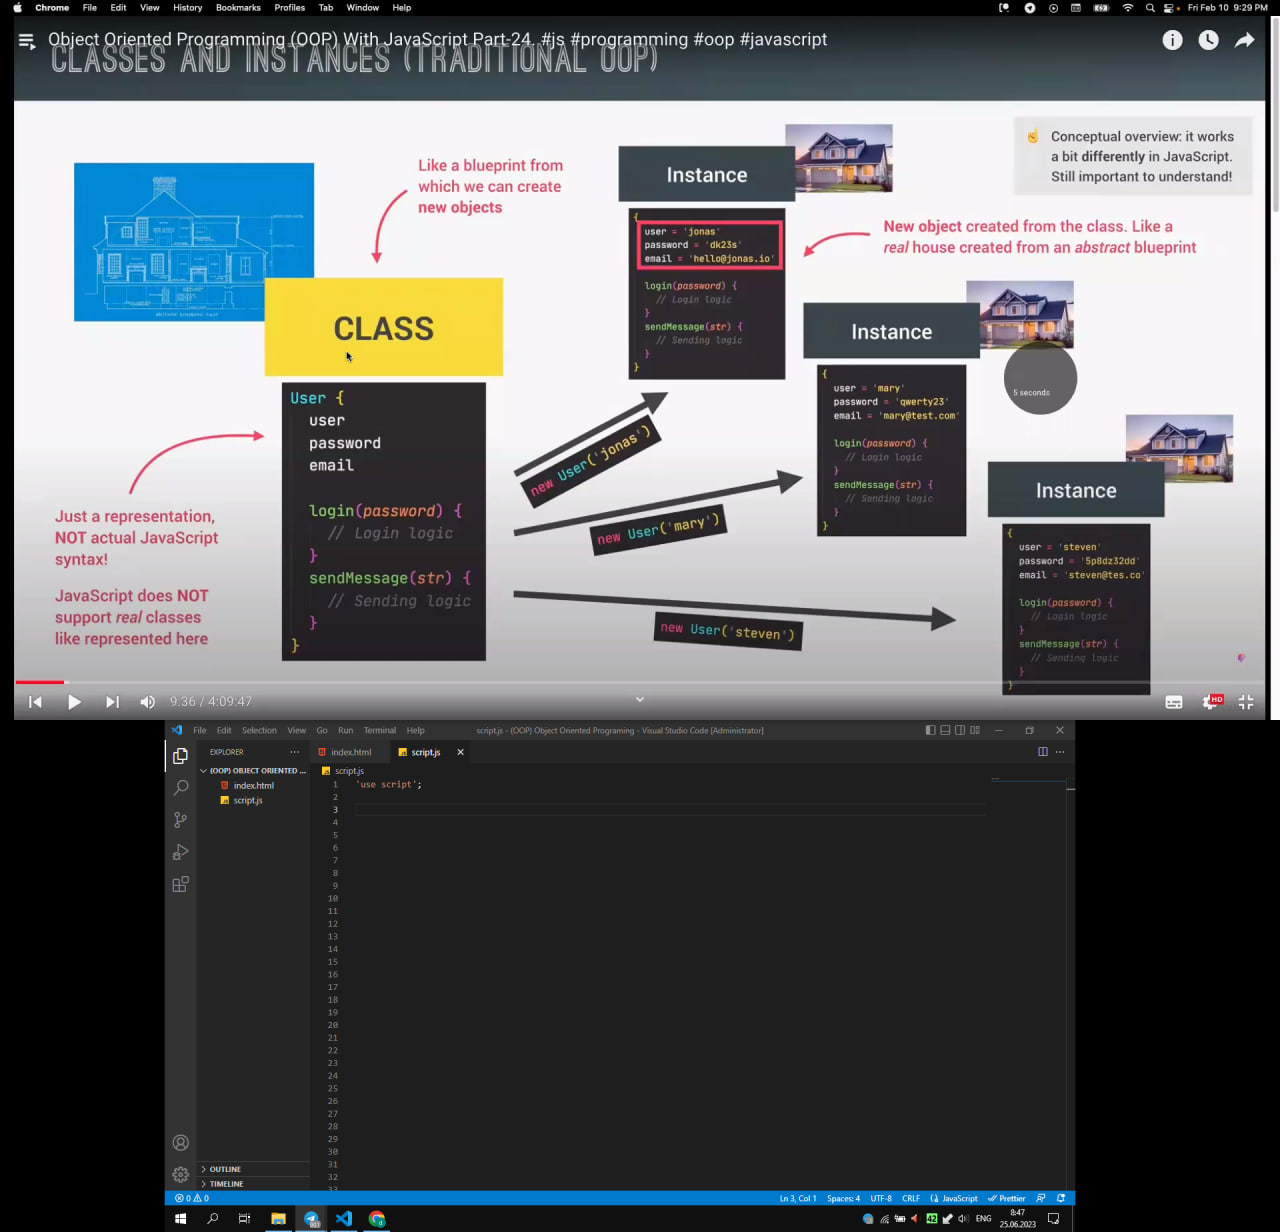 Chrome File Edit View History Bookmarks Profiles Tab Window Help
Fri Feb 10 9:29 PM
Object Oriented Programming (OOP) With JavaScript Part-24. #js #programming #oop #javascript
CLASSES AND INSTANCES (TRADITIONAL OOP)
Like a blueprint from
which we can create
new objects
CLASS
User {
user
password
email
login(password) {
// Login logic
}
sendMessage(str) {
// Sending logic
}
}
Just a representation,
NOT actual JavaScript
syntax!
JavaScript does NOT
support real classes
like represented here
new User('jonas')
new User('mary')
new User('steven')
Instance
{
user = 'jonas'
password = 'dk23s'
email = 'hello@jonas.io'
login(password) {
// Login logic
}
sendMessage(str) {
// Sending logic
}
}
☝ Conceptual overview: it works
a bit differently in JavaScript.
Still important to understand!
New object created from the class. Like a
real house created from an abstract blueprint
Instance
{
user = 'mary'
password = 'qwerty23'
email = 'mary@test.com'
login(password) {
// Login logic
}
sendMessage(str) {
// Sending logic
}
}
5 seconds
Instance
{
user = 'steven'
password = '5p8dz32dd'
email = 'steven@tes.co'
login(password) {
// Login logic
}
sendMessage(str) {
// Sending logic
}
}
9:36 / 4:09:47
HD
File Edit Selection View Go Run Terminal Help
script.js - (OOP) Object Oriented Programing - Visual Studio Code [Administrator]
EXPLORER
index.html
script.js
(OOP) OBJECT ORIENTED ...
index.html
script.js
script.js
1 'use script';
2
3
4
5
6
7
8
9
10
11
12
13
14
15
16
17
18
19
20
21
22
23
24
25
26
27
28
29
30
31
32
33
OUTLINE
TIMELINE
0 0
Ln 3, Col 1 Spaces: 4 UTF-8 CRLF JavaScript Prettier
42 ENG
8:47
25.06.2023